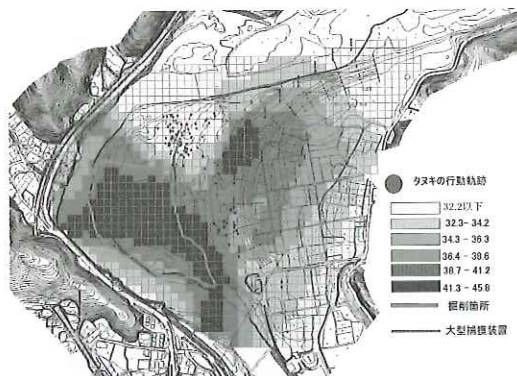 タヌキの行動軌跡
32.2以下
32.3- 34.2
34.3 - 36.3
36.4 - 38.6
38.7 - 41.2
41.3 - 45.8
掘削箇所
大型捕獲装置